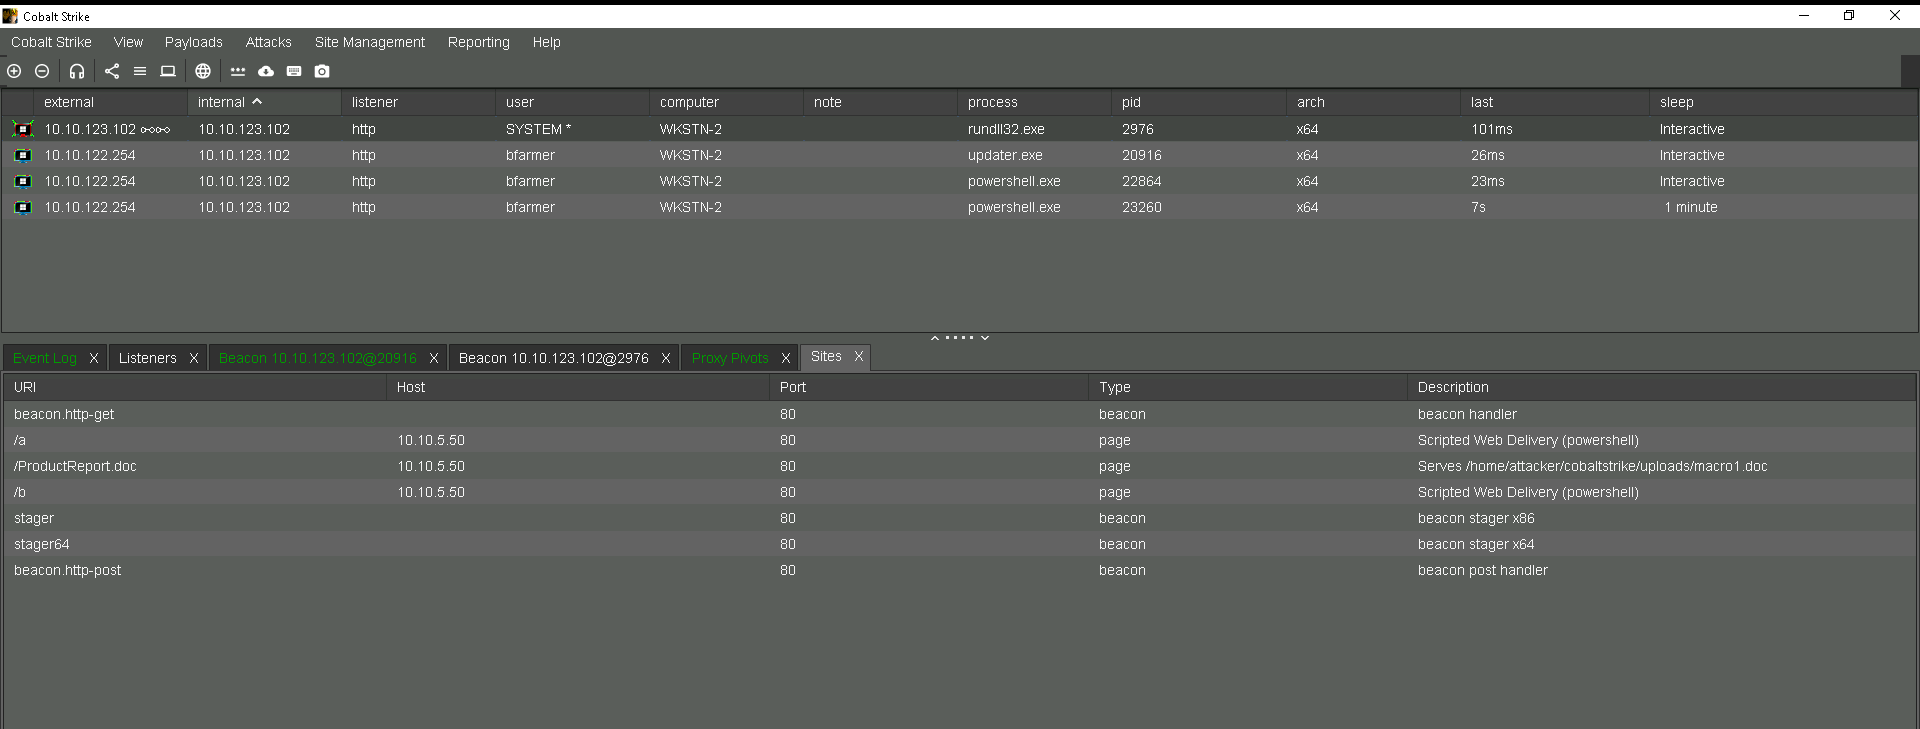 Cobalt Strike
Cobalt Strike View Payloads Attacks Site Management Reporting Help
external internal listener user computer note process pid arch last sleep
10.10.123.102 10.10.123.102 http SYSTEM * WKSTN-2 rundll32.exe 2976 x64 101ms Interactive
10.10.122.254 10.10.123.102 http bfarmer WKSTN-2 updater.exe 20916 x64 26ms Interactive
10.10.122.254 10.10.123.102 http bfarmer WKSTN-2 powershell.exe 22864 x64 23ms Interactive
10.10.122.254 10.10.123.102 http bfarmer WKSTN-2 powershell.exe 23260 x64 7s 1 minute
Event Log X Listeners X Beacon 10.10.123.102@20916 X Beacon 10.10.123.102@2976 X Proxy Pivots X Sites X
URI Host Port Type Description
beacon.http-get 80 beacon beacon handler
/a 10.10.5.50 80 page Scripted Web Delivery (powershell)
/ProductReport.doc 10.10.5.50 80 page Serves /home/attacker/cobaltstrike/uploads/macro1.doc
/b 10.10.5.50 80 page Scripted Web Delivery (powershell)
stager 80 beacon beacon stager x86
stager64 80 beacon beacon stager x64
beacon.http-post 80 beacon beacon post handler